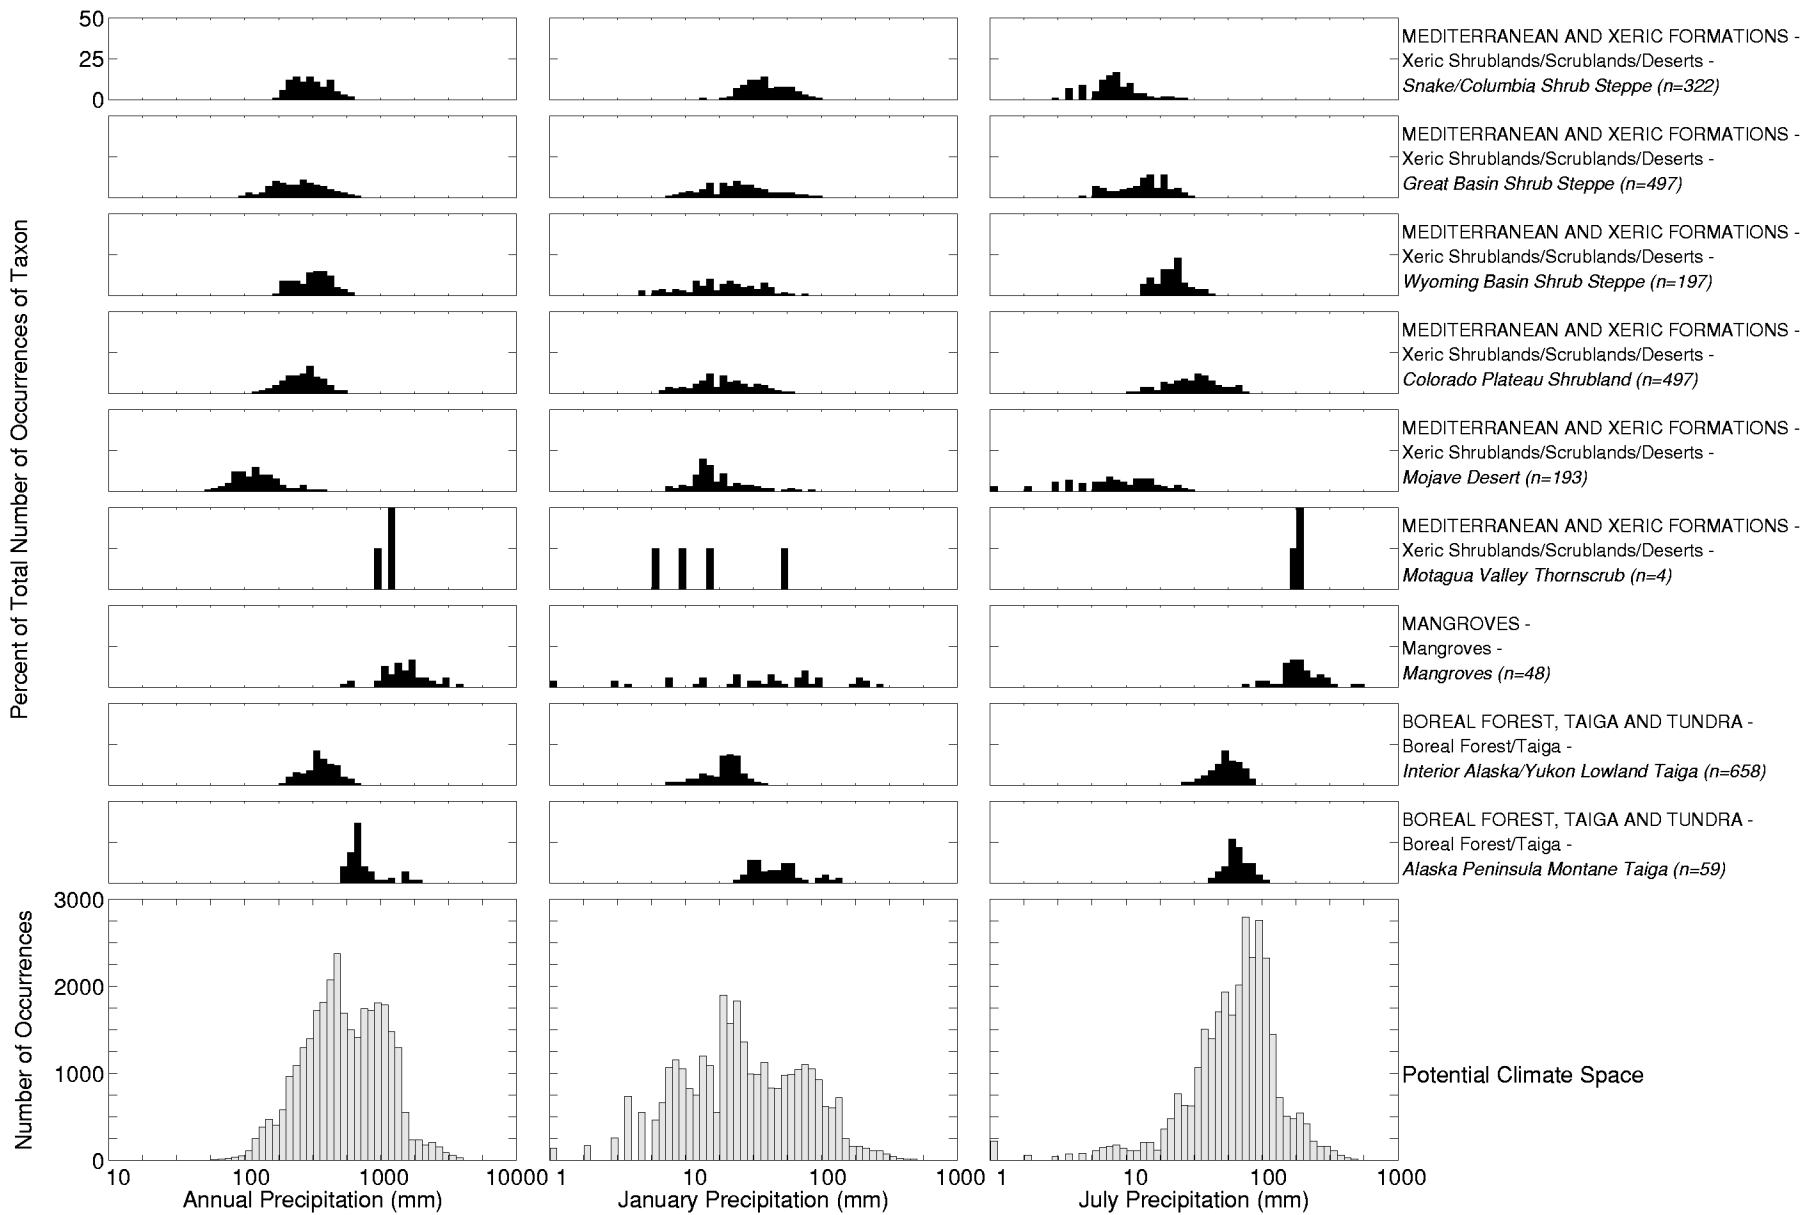 50
25
0
MEDITERRANEAN AND XERIC FORMATIONS -
Xeric Shrublands/Scrublands/Deserts -
Snake/Columbia Shrub Steppe (n=322)
MEDITERRANEAN AND XERIC FORMATIONS -
Xeric Shrublands/Scrublands/Deserts -
Great Basin Shrub Steppe (n=497)
MEDITERRANEAN AND XERIC FORMATIONS -
Xeric Shrublands/Scrublands/Deserts -
Wyoming Basin Shrub Steppe (n=197)
MEDITERRANEAN AND XERIC FORMATIONS -
Xeric Shrublands/Scrublands/Deserts -
Colorado Plateau Shrubland (n=497)
MEDITERRANEAN AND XERIC FORMATIONS -
Xeric Shrublands/Scrublands/Deserts -
Mojave Desert (n=193)
MEDITERRANEAN AND XERIC FORMATIONS -
Xeric Shrublands/Scrublands/Deserts -
Motagua Valley Thornscrub (n=4)
MANGROVES -
Mangroves -
Mangroves (n=48)
BOREAL FOREST, TAIGA AND TUNDRA -
Boreal Forest/Taiga -
Interior Alaska/Yukon Lowland Taiga (n=658)
BOREAL FOREST, TAIGA AND TUNDRA -
Boreal Forest/Taiga -
Alaska Peninsula Montane Taiga (n=59)
Percent of Total Number of Occurrences of Taxon
3000
2000
1000
0
Number of Occurrences
Potential Climate Space
10 100 1000 10000
1 10 100 1000
1 10 100 1000
Annual Precipitation (mm)
January Precipitation (mm)
July Precipitation (mm)